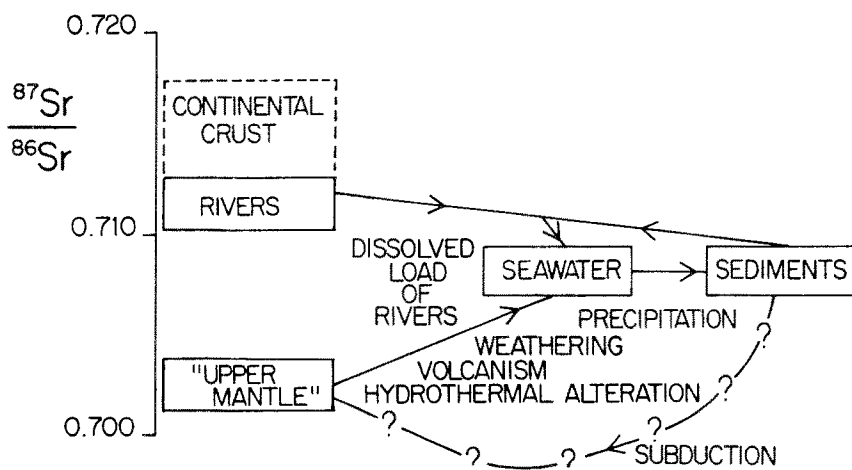 0.720
87Sr
86Sr
CONTINENTAL
CRUST
RIVERS
0.710
DISSOLVED
LOAD
OF
RIVERS
SEAWATER
SEDIMENTS
PRECIPITATION
WEATHERING
VOLCANISM
HYDROTHERMAL ALTERATION
"UPPER
MANTLE"
0.700
?
?
?
?
?
?
?
SUBDUCTION